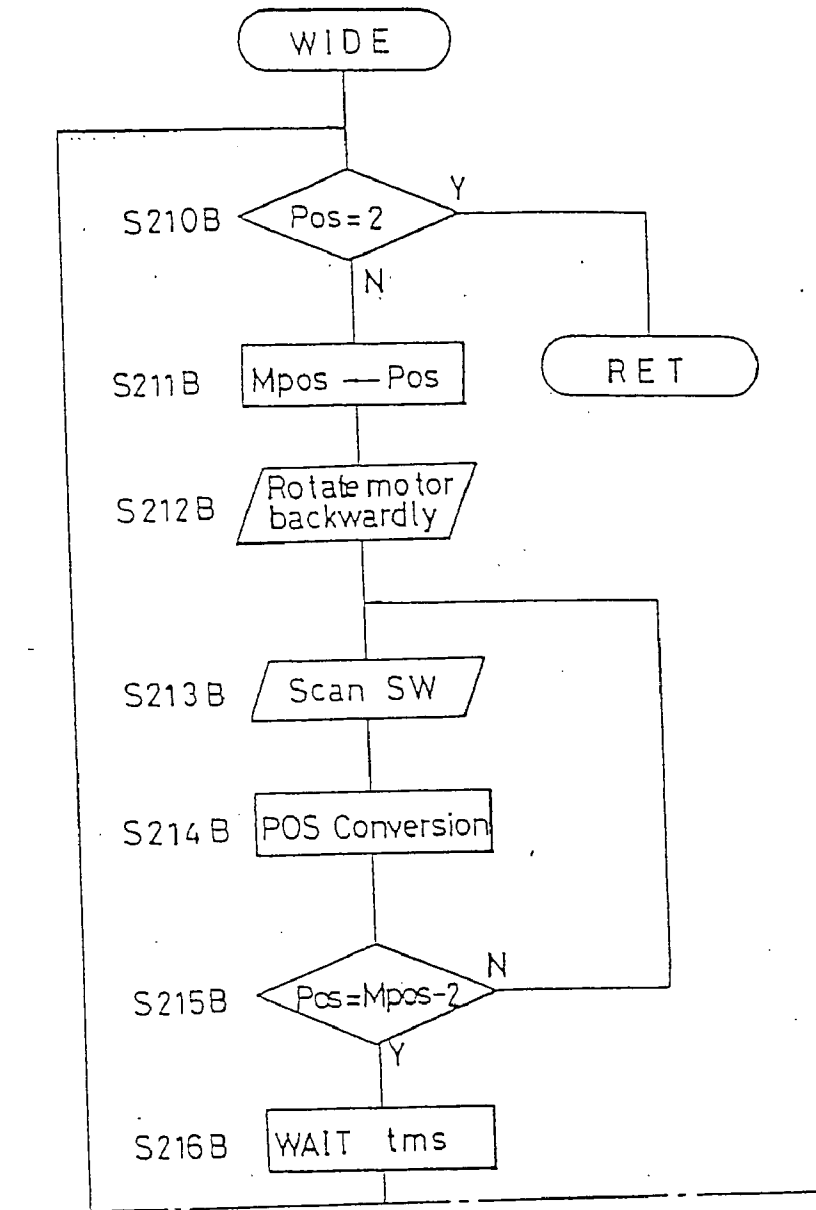 WIDE
Y
S210B
Pos=2
N
S211B
Mpos — Pos
RET
S212B
Rotate motor
backwardly
S213B
Scan SW
S214B
POS Conversion
N
S215B
Pos=Mpos-2
Y
S216B
WAIT tms